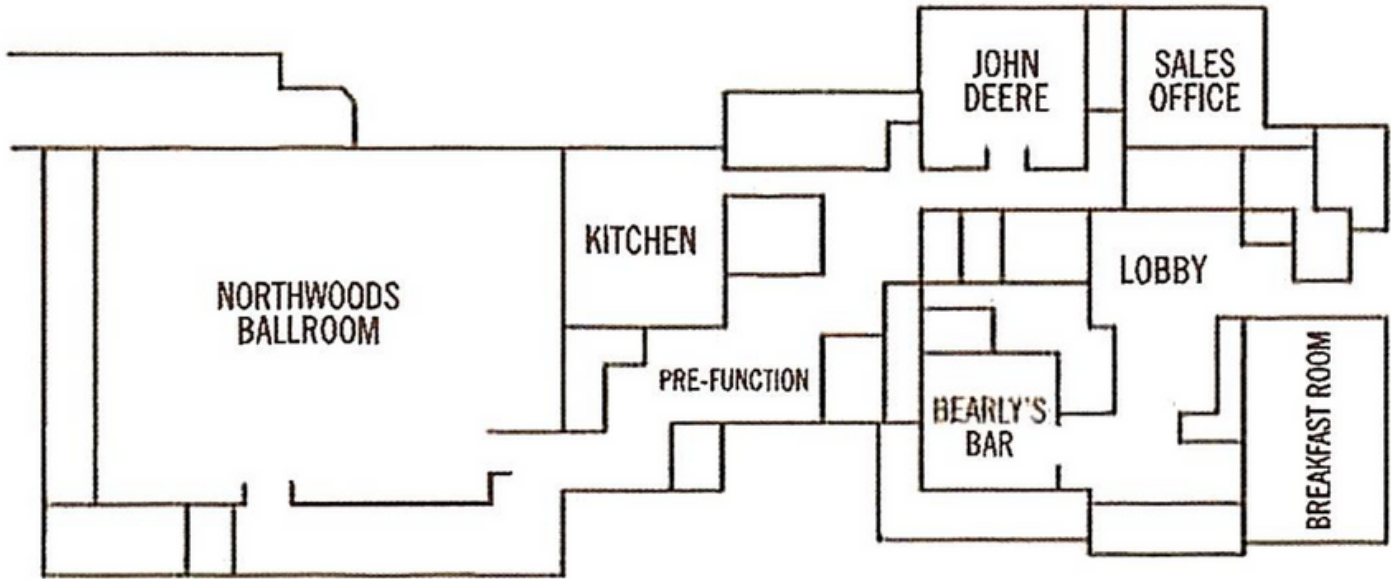 JOHN
DEERE
SALES
OFFICE
KITCHEN
LOBBY
NORTHWOODS
BALLROOM
PRE-FUNCTION
BEARLY'S
BAR
BREAKFAST ROOM